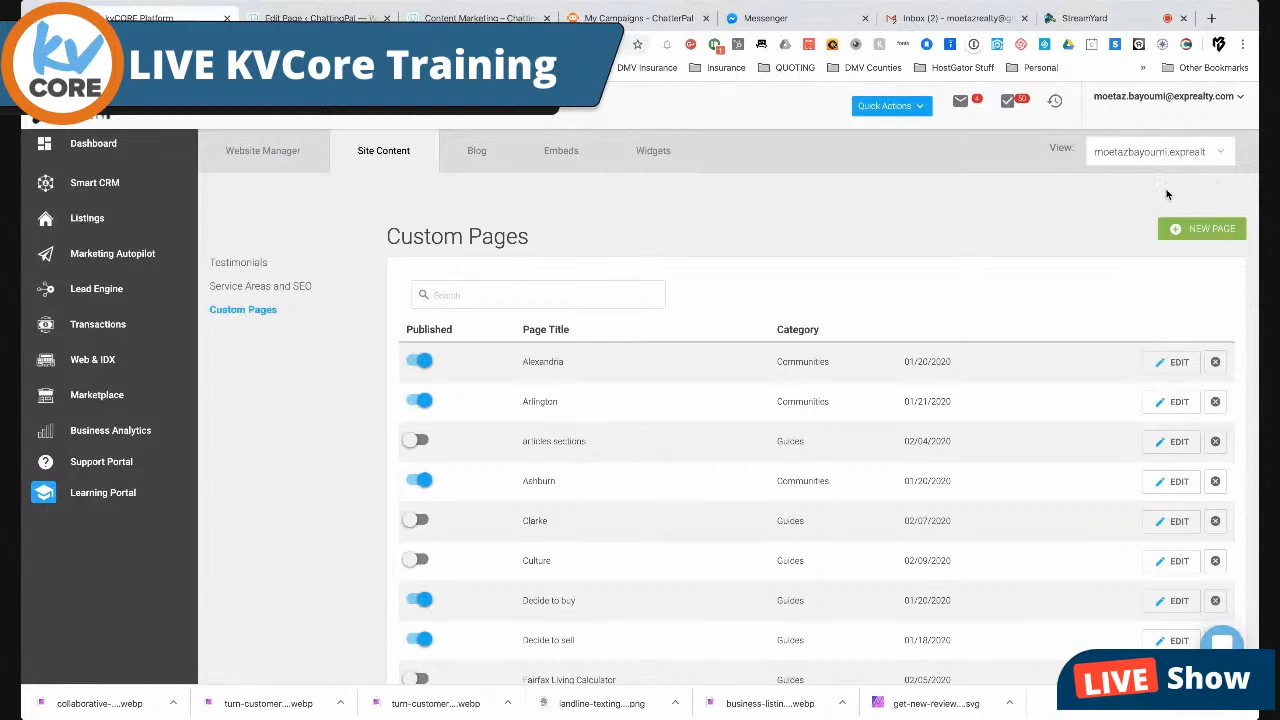 kvCORE Platform
Edit Page ‹ ChattingPal
Content Marketing – Chattin
My Campaigns - ChatterPal
Messenger
Inbox (2) - moetazrealty@g
StreamYard
kv
CORE
LIVE KVCore Training
fonts
DMV Insurance
Insurance
QUOTING
DMV Counties
HostGator Stuff
Personal
»
Other Bookmarks
Quick Actions
4
50
moetaz.bayoumi@exprealty.com
Dashboard
Smart CRM
Listings
Marketing Autopilot
Lead Engine
Transactions
Web & IDX
Marketplace
Business Analytics
Support Portal
Learning Portal
Website Manager
Site Content
Blog
Embeds
Widgets
View:
moetazbayoumi.exprealt
Custom Pages
NEW PAGE
Testimonials
Service Areas and SEO
Custom Pages
Search
Published
Page Title
Category
Alexandria Communities 01/20/2020 EDIT
Arlington Communities 01/21/2020 EDIT
articles sections Guides 02/04/2020 EDIT
Ashburn Communities 01/20/2020 EDIT
Clarke Guides 02/07/2020 EDIT
Culture Guides 02/09/2020 EDIT
Decide to buy Guides 01/20/2020 EDIT
Decide to sell Guides 01/18/2020 EDIT
Fairfax Living Calculator Guides 02/05/2020
LIVE Show
collaborative-....webp
turn-customer....webp
landline-texting....webp
business-listin....webp
get-more-review....svg